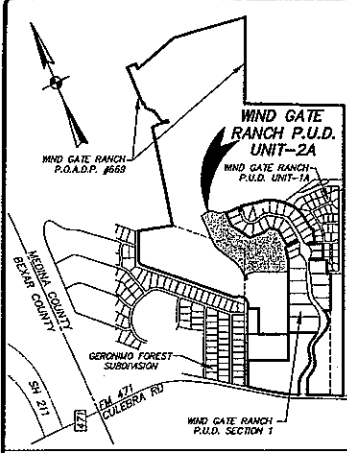 WIND GATE
RANCH P.U.D.
UNIT-2A
WIND GATE RANCH
P.O.A.D.P. #669
WIND GATE RANCH
P.U.D. UNIT-1A
MEDINA COUNTY
BEXAR COUNTY
GERONIMO FOREST
SUBDIVISION
SH 211
471
FM 471
CULEBRA RD
WIND GATE RANCH
P.U.D. SECTION 1